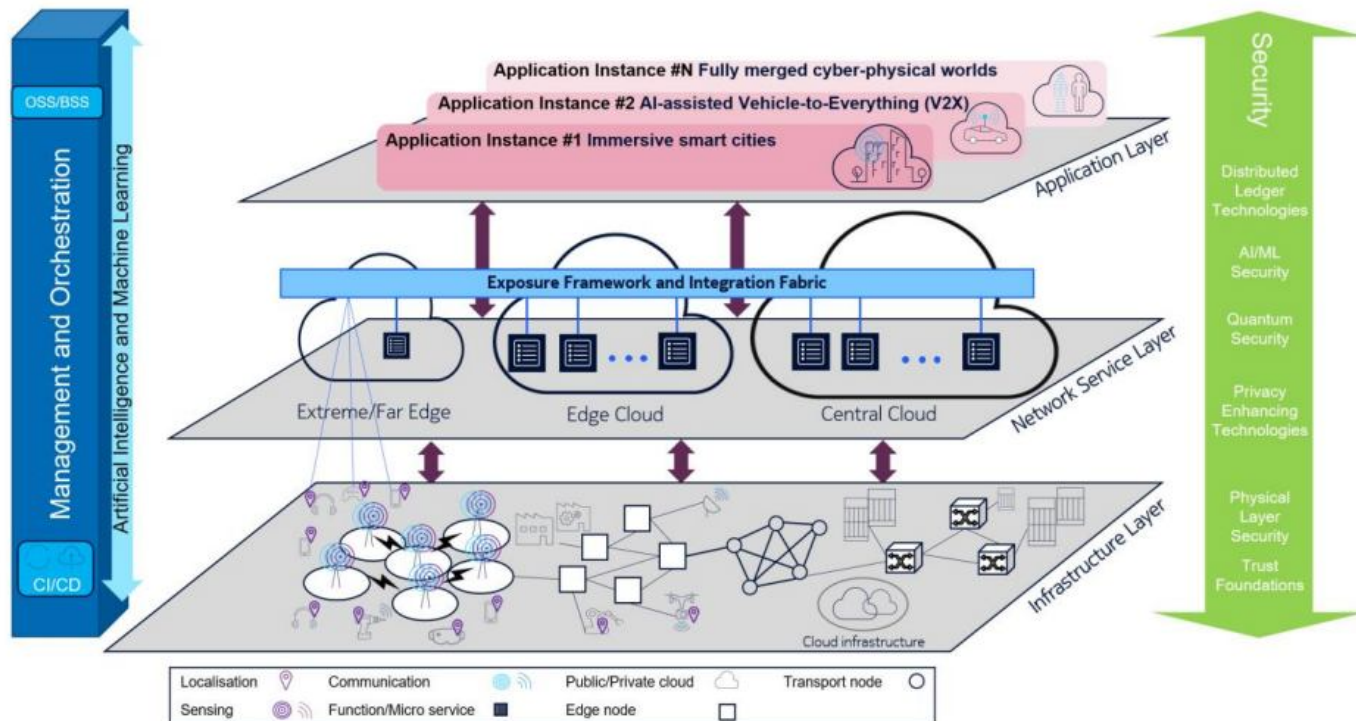 OSS/BSS
Management and Orchestration
CI/CD
Artificial Intelligence and Machine Learning
Application Instance #N Fully merged cyber-physical worlds
Application Instance #2 AI-assisted Vehicle-to-Everything (V2X)
Application Instance #1 Immersive smart cities
Application Layer
Exposure Framework and Integration Fabric
Extreme/Far Edge
Edge Cloud
Central Cloud
Network Service Layer
Cloud infrastructure
Infrastructure Layer
Security
Distributed
Ledger
Technologies
AI/ML
Security
Quantum
Security
Privacy
Enhancing
Technologies
Physical
Layer
Security
Trust
Foundations
Localisation Communication Public/Private cloud Transport node
Sensing Function/Micro service Edge node